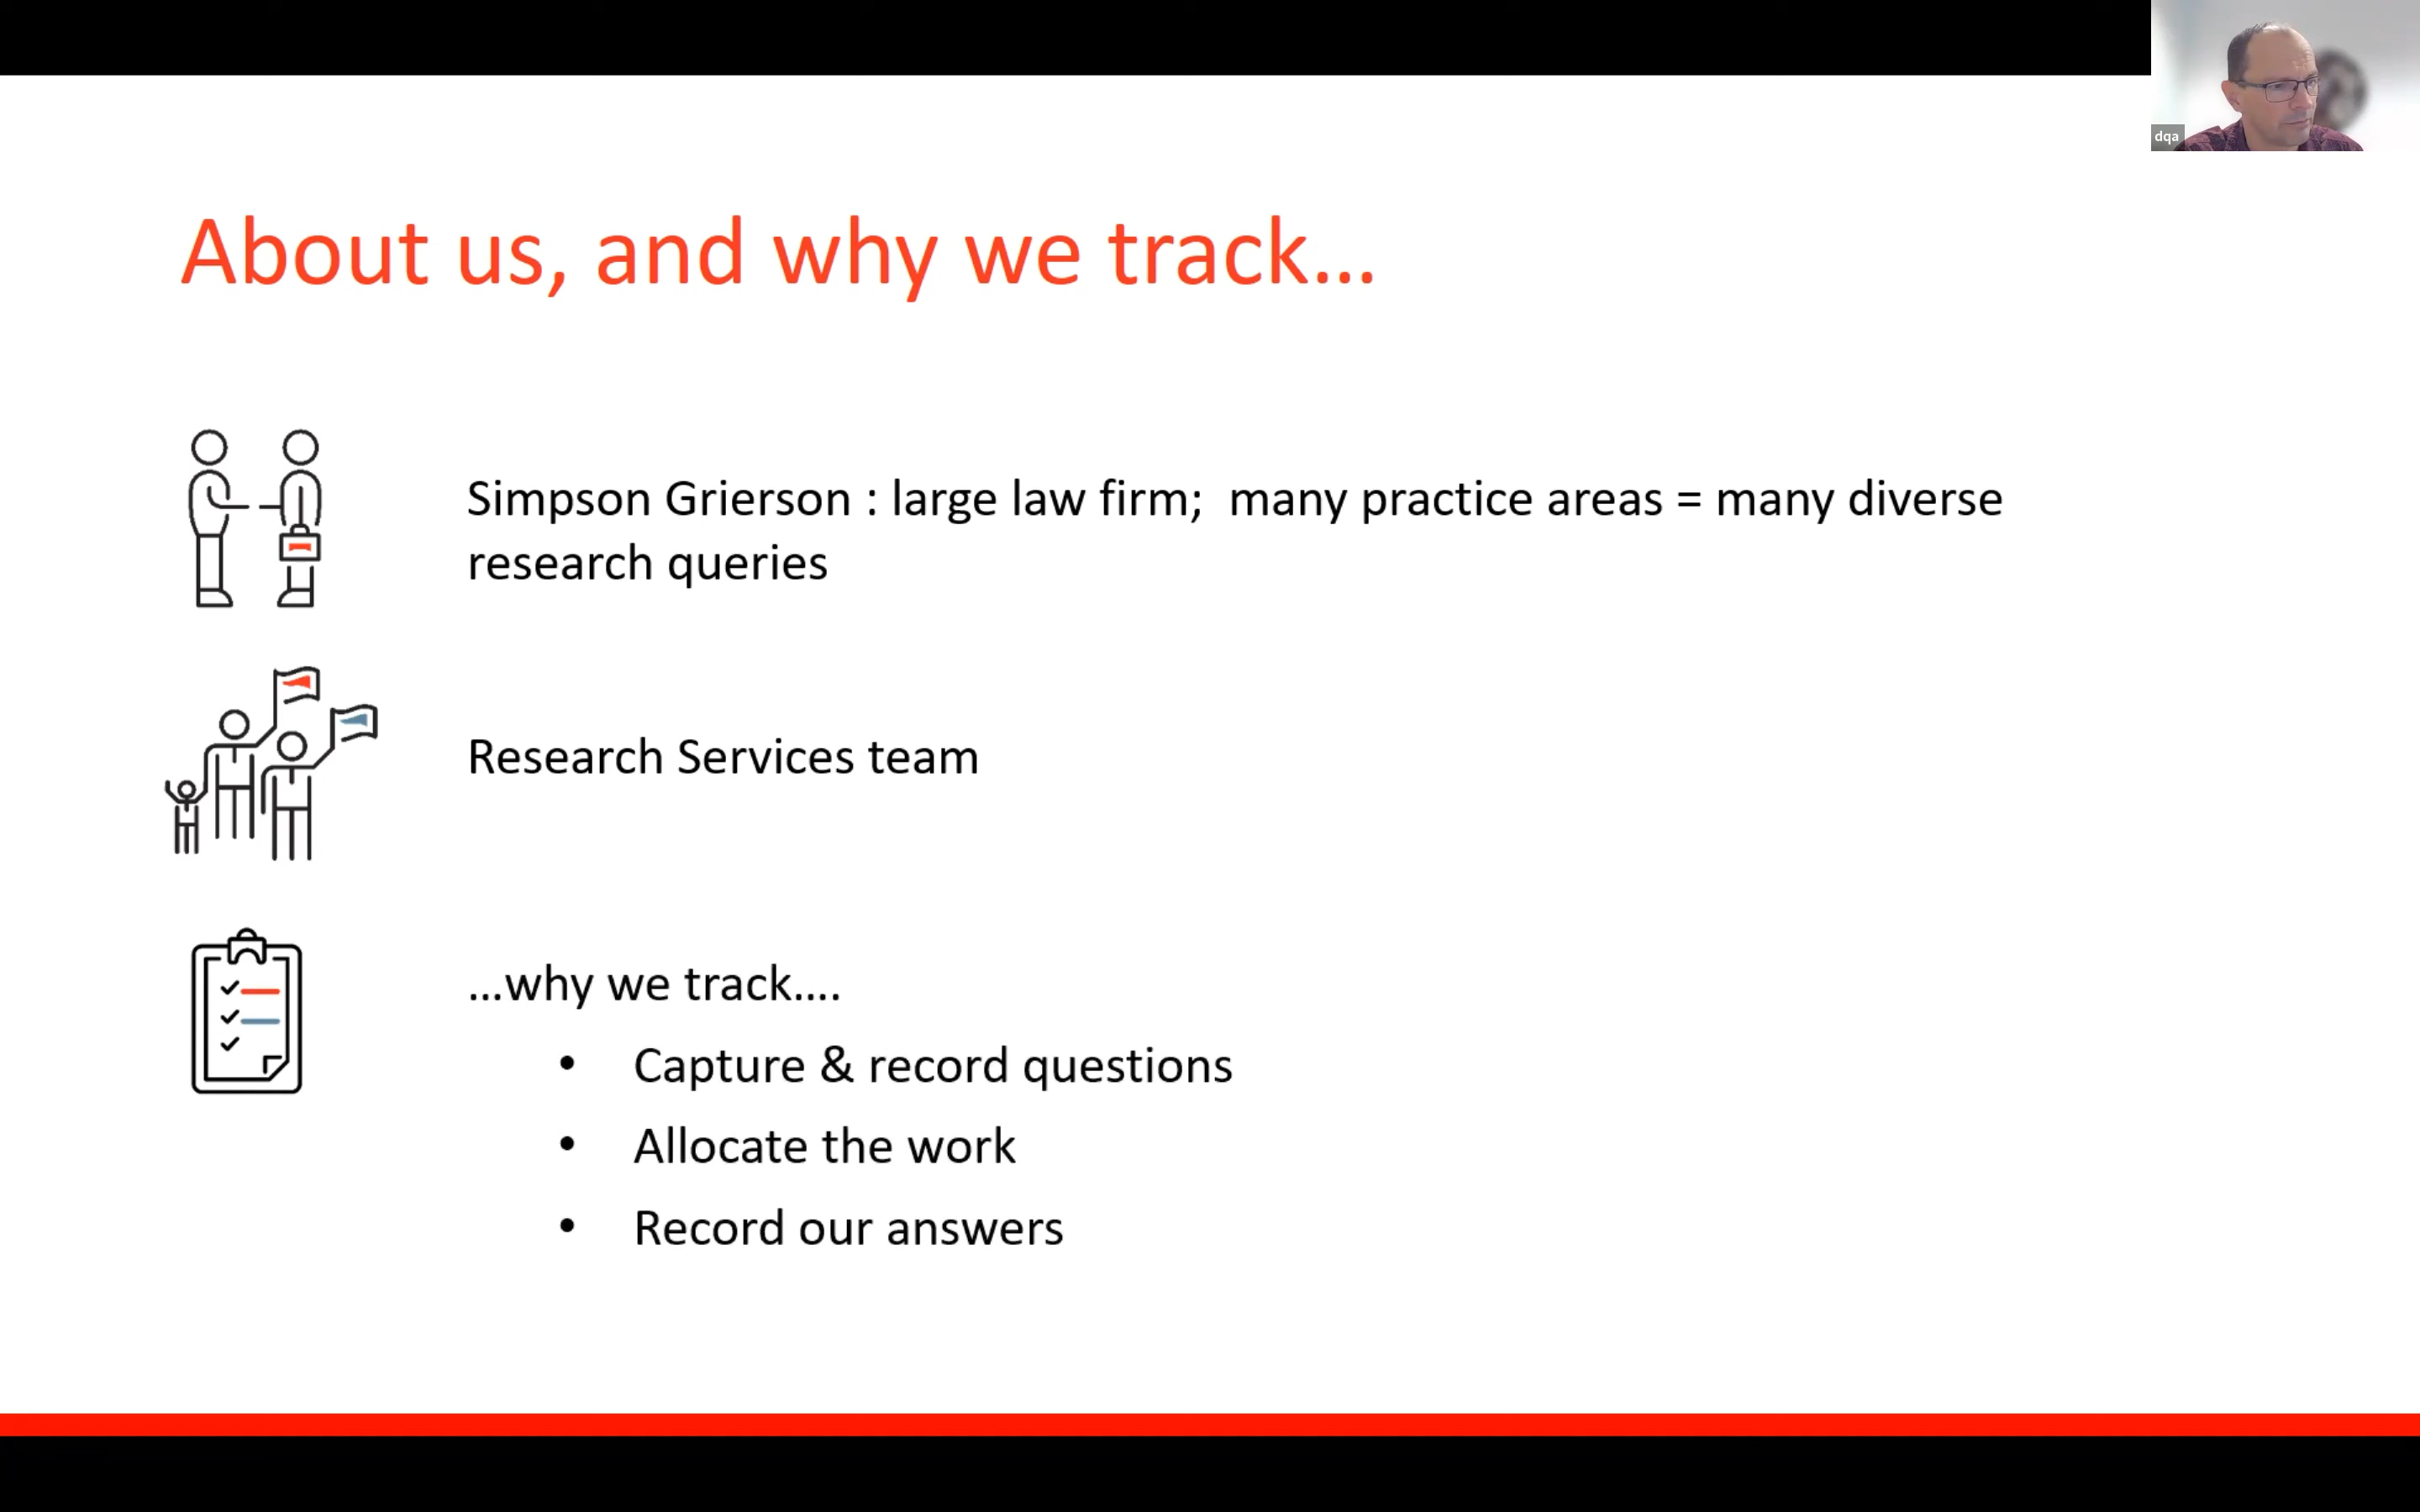 dqa
About us, and why we track...
Simpson Grierson : large law firm;  many practice areas = many diverse
research queries
Research Services team
...why we track....
• Capture & record questions
• Allocate the work
• Record our answers